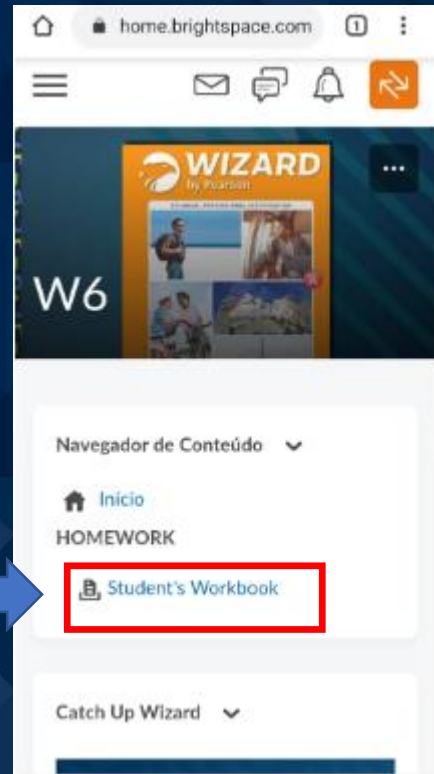 home.brightspace.com 1
WIZARD
by Pearson
W6
Navegador de Conteúdo
Início
HOMEWORK
Student's Workbook
Catch Up Wizard